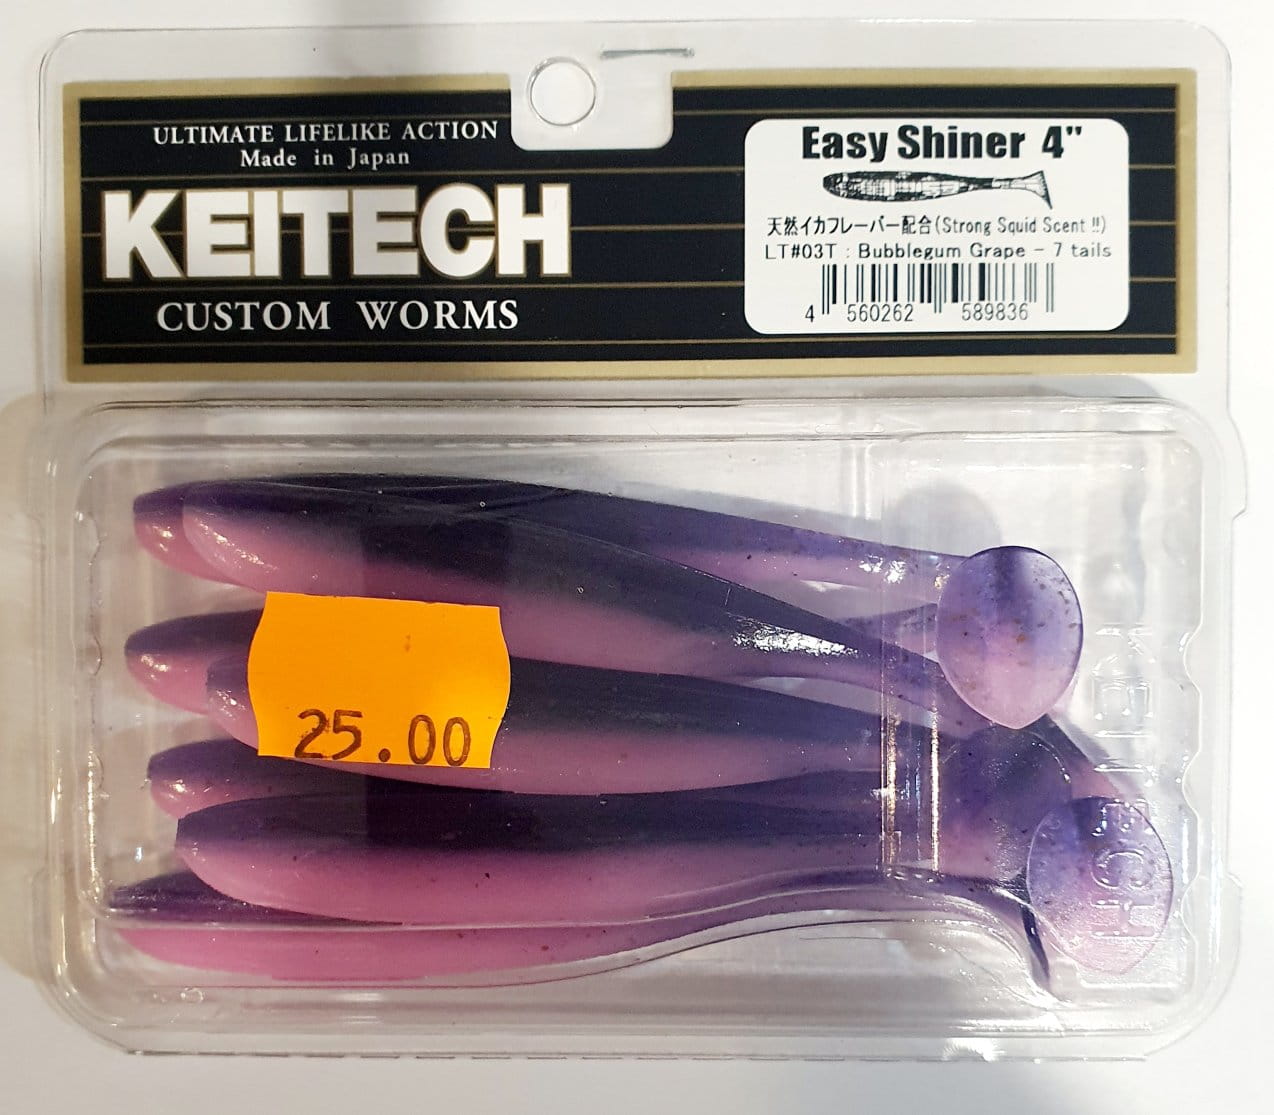 ULTIMATE LIFELIKE ACTION
Made in Japan
KEITECH
CUSTOM WORMS
Easy Shiner 4"
天然イカフレーバー配合(Strong Squid Scent !!)
LT#03T : Bubblegum Grape - 7 tails
4 560262 589836
25.00
KEITECH